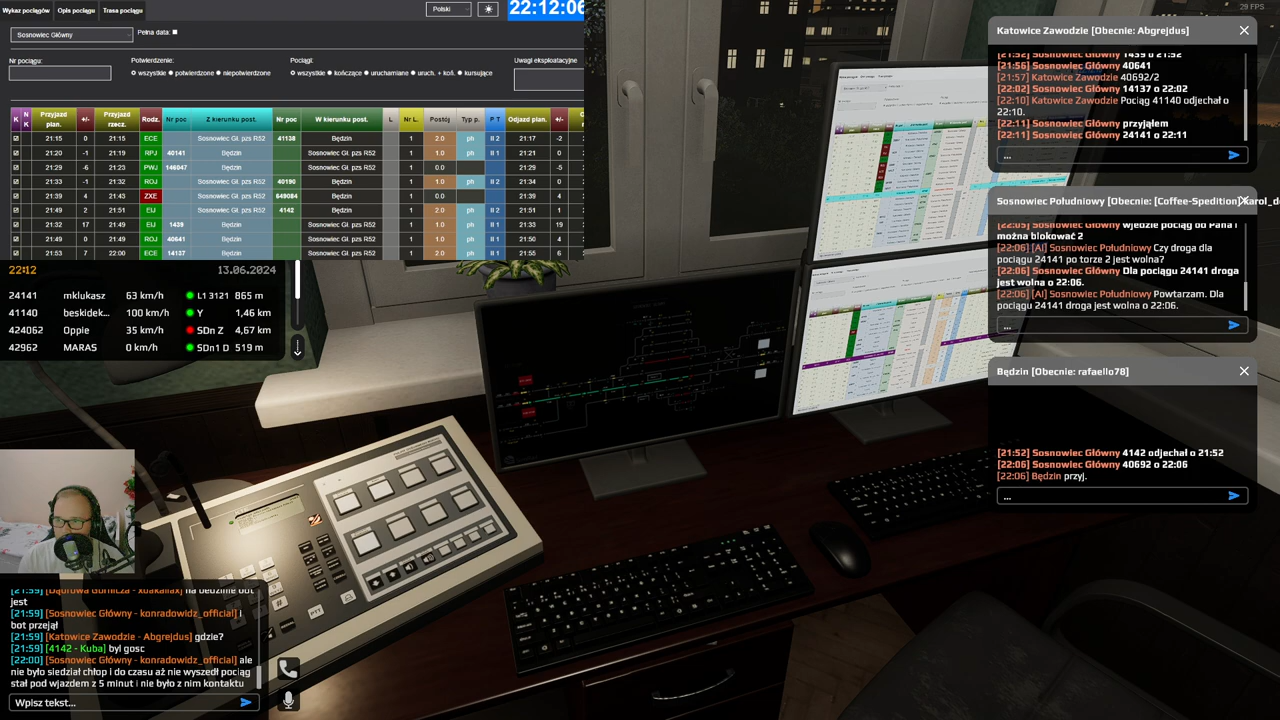 Wykaz pociągów Opis pociągu Trasa pociągu
Polski
22:12:06
Sosnowiec Główny
Pełna data:
Nr pociągu:
Potwierdzenie:
wszystkie potwierdzone niepotwierdzone
Pociągi:
wszystkie kończące uruchamiane uruch. + koń. kursujące
Uwagi eksploatacyjne
K N Przyjazd plan. +/- Przyjazd rzecz. Rodz. Nr poc Z kierunku post. Nr poc W kierunku post. L Nr L. Postój Typ p. P T Odjazd plan. +/-
21:15 0 21:15 ECE Sosnowiec Gł. pzs R52 41138 Będzin 1 2.0 ph II 2 21:17 -2
21:20 -1 21:19 RPJ 40141 Będzin Sosnowiec Gł. pzs R52 1 1.0 ph II 1 21:21 0
21:29 -5 21:23 PWJ 146047 Będzin Sosnowiec Gł. pzs R52 1 0.0 21:29 -5
21:33 -1 21:32 ROJ Sosnowiec Gł. pzs R52 40190 Będzin 1 1.0 ph II 2 21:34 0
21:39 4 21:45 ZXE Sosnowiec Gł. pzs R52 649084 Będzin 1 0.0 21:39 4
21:49 2 21:51 EIJ Sosnowiec Gł. pzs R52 4142 Będzin 1 2.0 ph II 2 21:51 1
21:32 17 21:49 EIJ 1439 Będzin Sosnowiec Gł. pzs R52 1 1.0 ph II 1 21:33 19
21:49 0 21:49 ROJ 40641 Będzin Sosnowiec Gł. pzs R52 1 1.0 ph II 1 21:50 4
21:53 7 22:00 ECE 14137 Będzin Sosnowiec Gł. pzs R52 1 2.0 ph II 1 21:55 6
22:12 13.06.2024
24141 mklukasz 63 km/h L1 3121 865 m
41140 beskidek... 100 km/h Y 1,46 km
424062 0ppie 35 km/h SDn Z 4,67 km
42962 MARAS 0 km/h SDn1 D 519 m
[21:59] [Dąbrowa Górnicza - xdakallax] na będzinie bot
jest
[21:59] [Sosnowiec Główny - konradowidz_official] i
bot przejął
[21:59] [Katowice Zawodzie - Abgrejdus] gdzie?
[21:59] [4142 - Kuba] byl gosc
[22:00] [Sosnowiec Główny - konradowidz_official] ale
nie było siedział chłop i do czasu aż nie wyszedł pociąg
stał pod wjazdem z 5 minut i nie było z nim kontaktu
Wpisz tekst...
29 FPS
Katowice Zawodzie [Obecnie: Abgrejdus]
[21:52] Sosnowiec Główny 1439 o 21:52
[21:56] Sosnowiec Główny 40641
[21:57] Katowice Zawodzie 40692/2
[22:02] Sosnowiec Główny 14137 o 22:02
[22:10] Katowice Zawodzie Pociąg 41140 odjechał o
22:10.
[22:11] Sosnowiec Główny przyjąłem
[22:11] Sosnowiec Główny 24141 o 22:11
...
Sosnowiec Południowy [Obecnie: [Coffee-Spedition]Karol_d
[22:05] Sosnowiec Główny wjedzie pociąg od Pana i
można blokować 2
[22:06] [AI] Sosnowiec Południowy Czy droga dla
pociągu 24141 po torze 2 jest wolna?
[22:06] Sosnowiec Główny Dla pociągu 24141 droga
jest wolna o 22:06.
[22:06] [AI] Sosnowiec Południowy Powtarzam. Dla
pociągu 24141 droga jest wolna o 22:06.
...
Będzin [Obecnie: rafaello78]
[21:52] Sosnowiec Główny 4142 odjechał o 21:52
[22:06] Sosnowiec Główny 40692 o 22:06
[22:06] Będzin przyj.
...